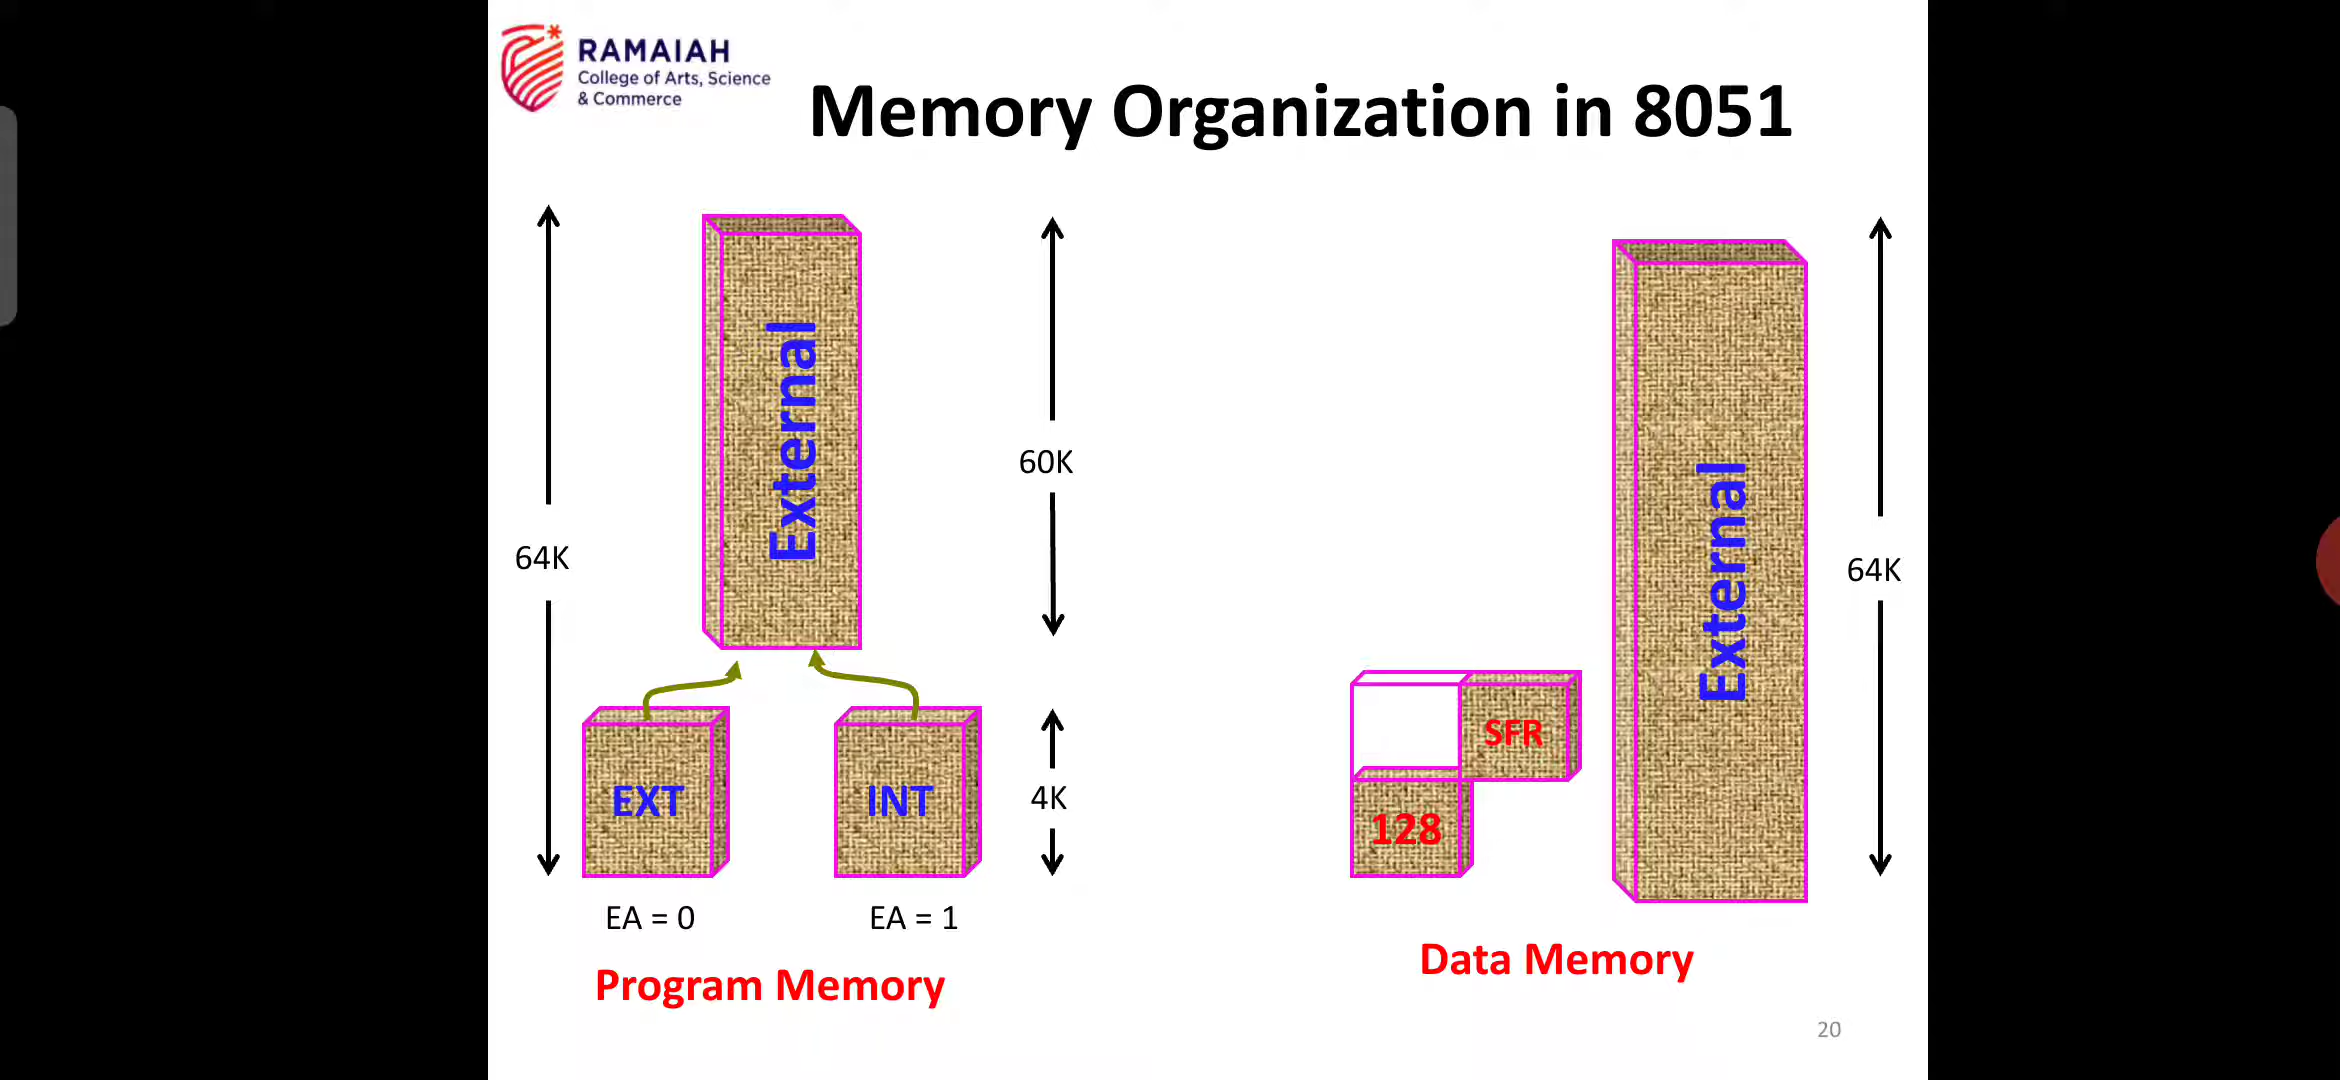 RAMAIAH
College of Arts, Science
& Commerce
Memory Organization in 8051
64K
External
60K
EXT
INT
4K
EA = 0
EA = 1
Program Memory
SFR
128
External
64K
Data Memory
20